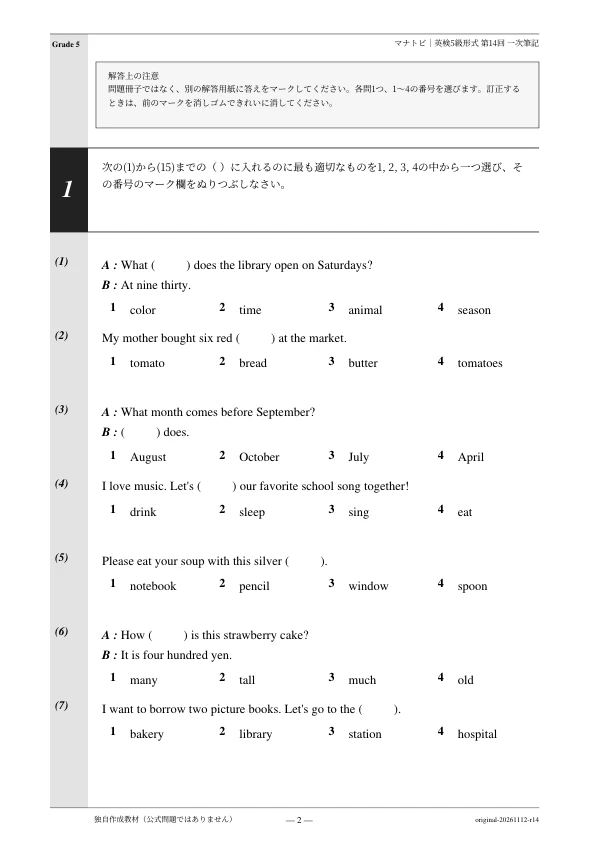 Grade 5
マナトビ｜英検5級形式 第14回 一次筆記
解答上の注意
問題冊子ではなく、別の解答用紙に答えをマークしてください。各問1つ、1〜4の番号を選びます。訂正する
ときは、前のマークを消しゴムできれいに消してください。
1
次の(1)から(15)までの（ ）に入れるのに最も適切なものを1, 2, 3, 4の中から一つ選び、そ
の番号のマーク欄をぬりつぶしなさい。
(1)
A : What ( ) does the library open on Saturdays?
B : At nine thirty.
1 color 2 time 3 animal 4 season
(2)
My mother bought six red ( ) at the market.
1 tomato 2 bread 3 butter 4 tomatoes
(3)
A : What month comes before September?
B : ( ) does.
1 August 2 October 3 July 4 April
(4)
I love music. Let's ( ) our favorite school song together!
1 drink 2 sleep 3 sing 4 eat
(5)
Please eat your soup with this silver ( ).
1 notebook 2 pencil 3 window 4 spoon
(6)
A : How ( ) is this strawberry cake?
B : It is four hundred yen.
1 many 2 tall 3 much 4 old
(7)
I want to borrow two picture books. Let's go to the ( ).
1 bakery 2 library 3 station 4 hospital
独自作成教材（公式問題ではありません）
— 2 —
original-20261112-r14